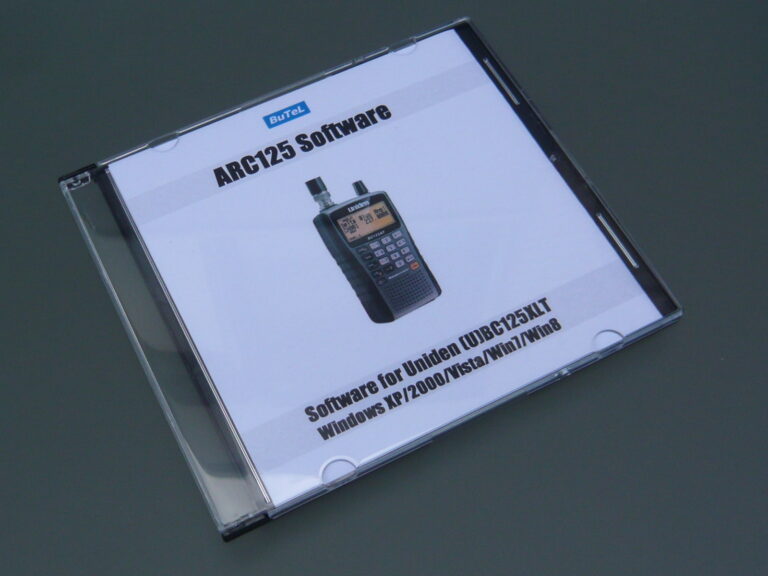 BuTeL
ARC125 Software
Uniden
Software for Uniden (U)BC125XLT
Windows XP/2000/Vista/Win7/Win8